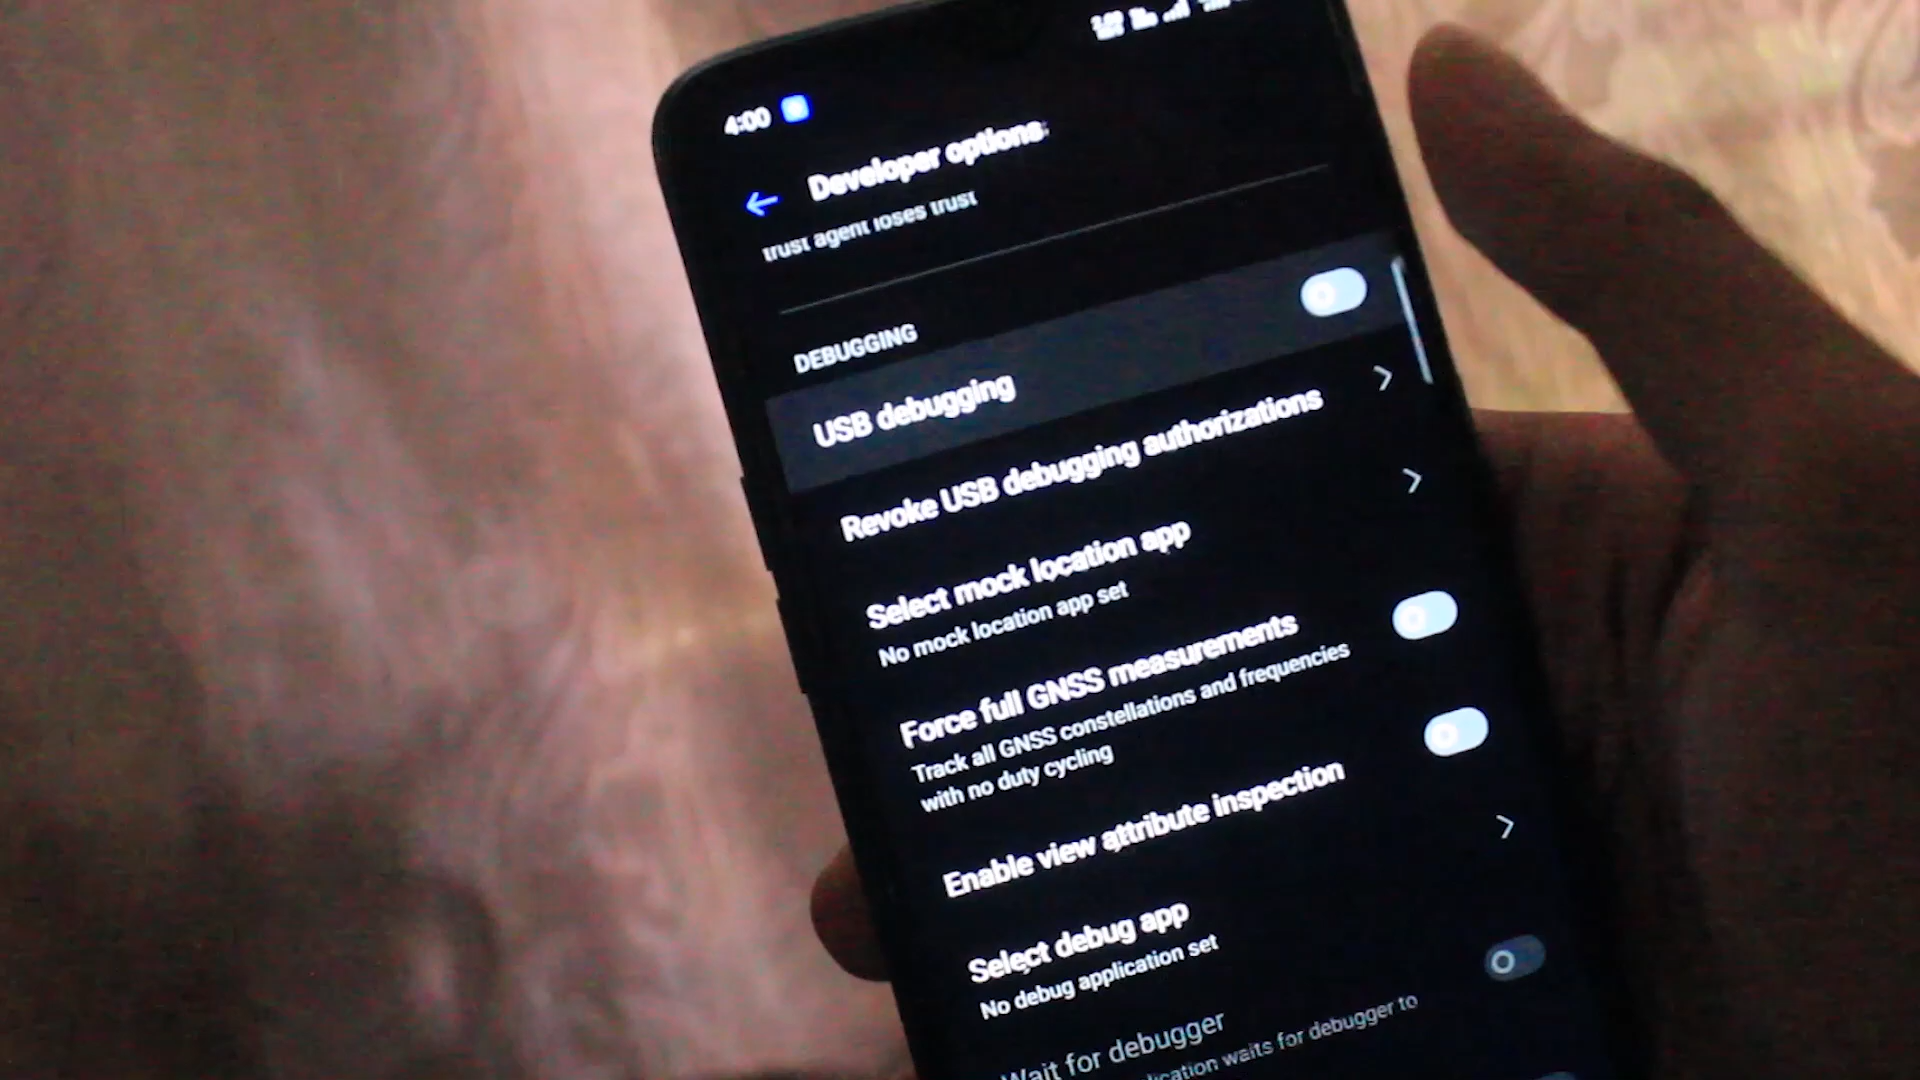 4:00
Developer options
trust agent loses trust
DEBUGGING
USB debugging
Revoke USB debugging authorizations
Select mock location app
No mock location app set
Force full GNSS measurements
Track all GNSS constellations and frequencies
with no duty cycling
Enable view attribute inspection
Select debug app
No debug application set
Wait for debugger
waits for debugger to